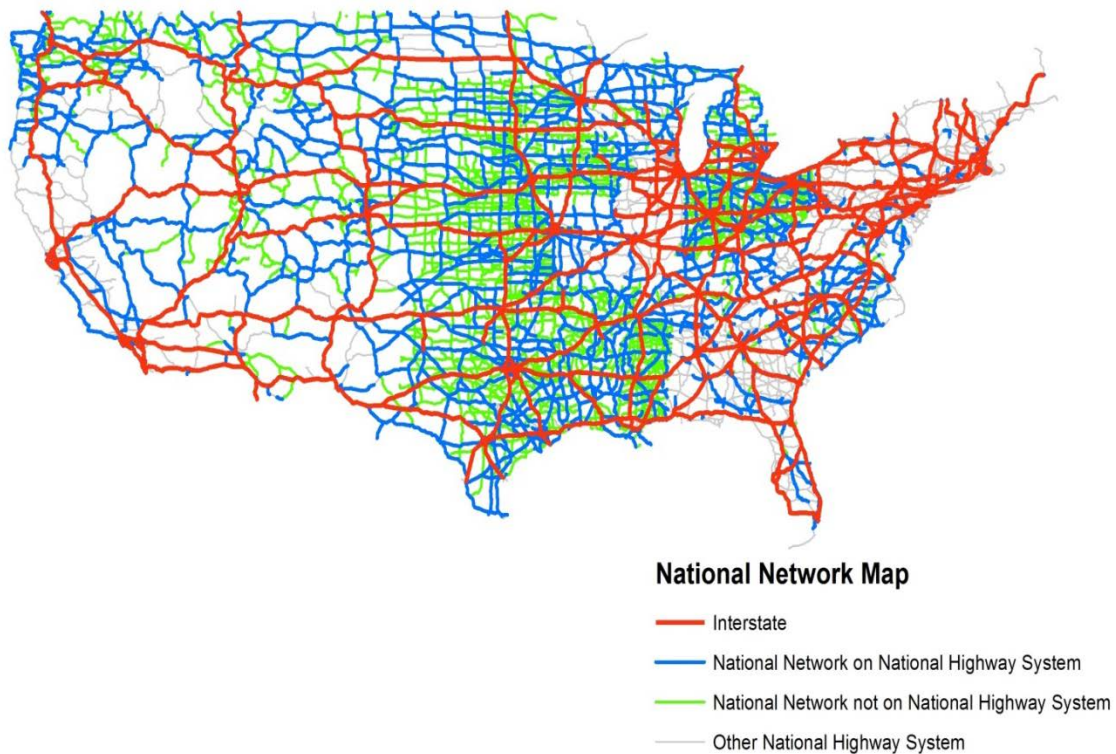 National Network Map
Interstate
National Network on National Highway System
National Network not on National Highway System
Other National Highway System